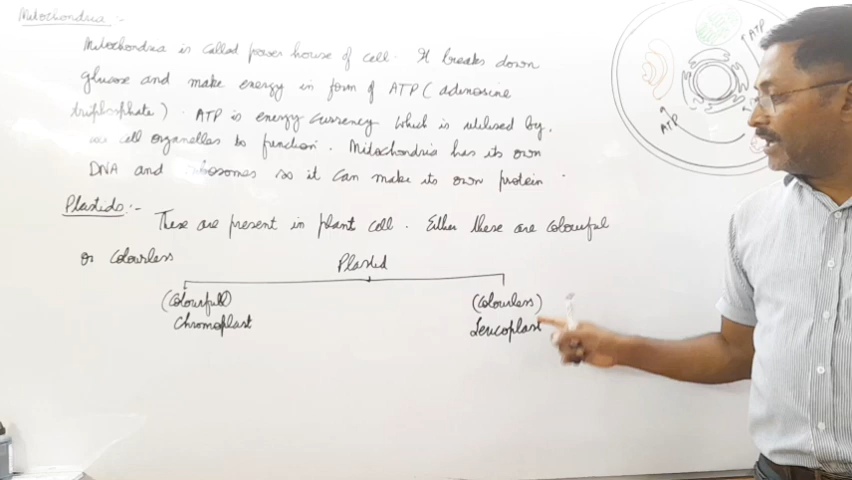 Mitochondria :-
Mitochondria is called power house of cell. It breaks down
glucose and make energy in form of ATP (adenosine
triphosphate). ATP is energy currency which is utilised by
cell organelles to function. Mitochondria has its own
DNA and ribosomes so it can make its own protein.
Plastids:-
These are present in plant cell. Either these are colourful
or colourless
Plastid
(Colourfull)
Chromoplast
(Colourless)
Leucoplast
ATP
ATP